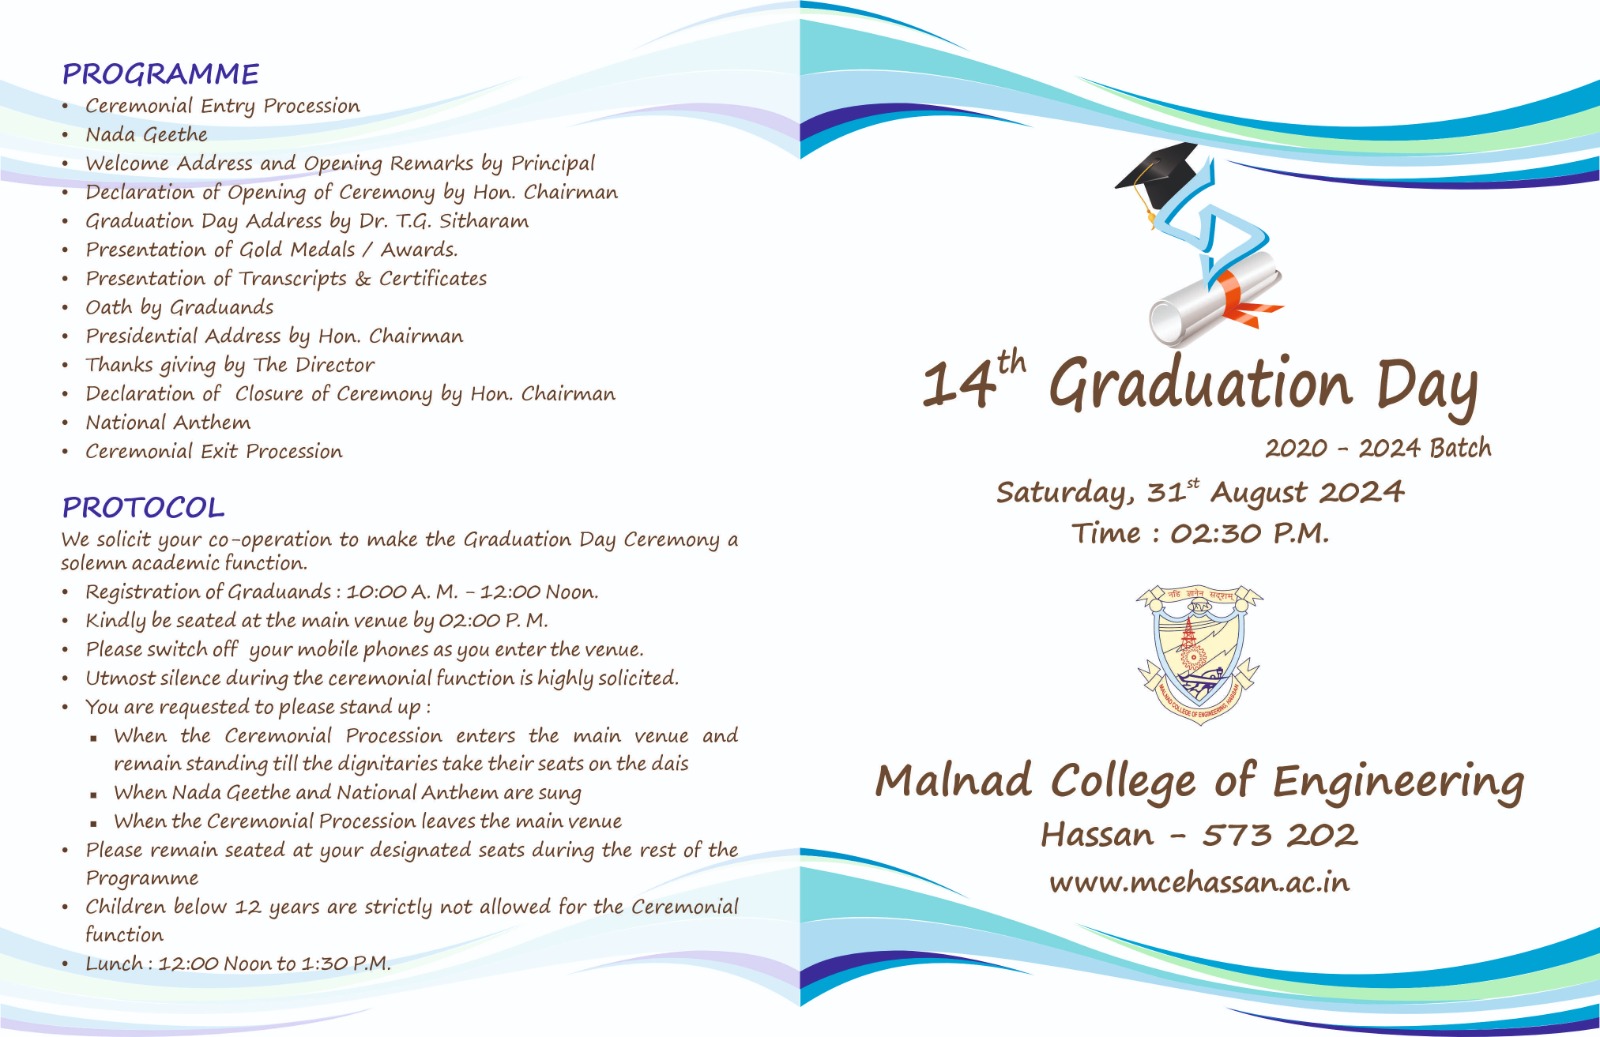 PROGRAMME
• Ceremonial Entry Procession
• Nada Geethe
• Welcome Address and Opening Remarks by Principal
• Declaration of Opening of Ceremony by Hon. Chairman
• Graduation Day Address by Dr. T.G. Sitharam
• Presentation of Gold Medals / Awards.
• Presentation of Transcripts & Certificates
• Oath by Graduands
• Presidential Address by Hon. Chairman
• Thanks giving by The Director
• Declaration of Closure of Ceremony by Hon. Chairman
• National Anthem
• Ceremonial Exit Procession
PROTOCOL
We solicit your co-operation to make the Graduation Day Ceremony a
solemn academic function.
• Registration of Graduands : 10:00 A. M. - 12:00 Noon.
• Kindly be seated at the main venue by 02:00 P. M.
• Please switch off your mobile phones as you enter the venue.
• Utmost silence during the ceremonial function is highly solicited.
• You are requested to please stand up :
▪ When the Ceremonial Procession enters the main venue and
remain standing till the dignitaries take their seats on the dais
▪ When Nada Geethe and National Anthem are sung
▪ When the Ceremonial Procession leaves the main venue
• Please remain seated at your designated seats during the rest of the
Programme
• Children below 12 years are strictly not allowed for the Ceremonial
function
• Lunch : 12:00 Noon to 1:30 P.M.
14th Graduation Day
2020 - 2024 Batch
Saturday, 31st August 2024
Time : 02:30 P.M.
नहि ज्ञानेन सदृशम्
MALNAD COLLEGE OF ENGINEERING, HASSAN
Malnad College of Engineering
Hassan - 573 202
www.mcehassan.ac.in